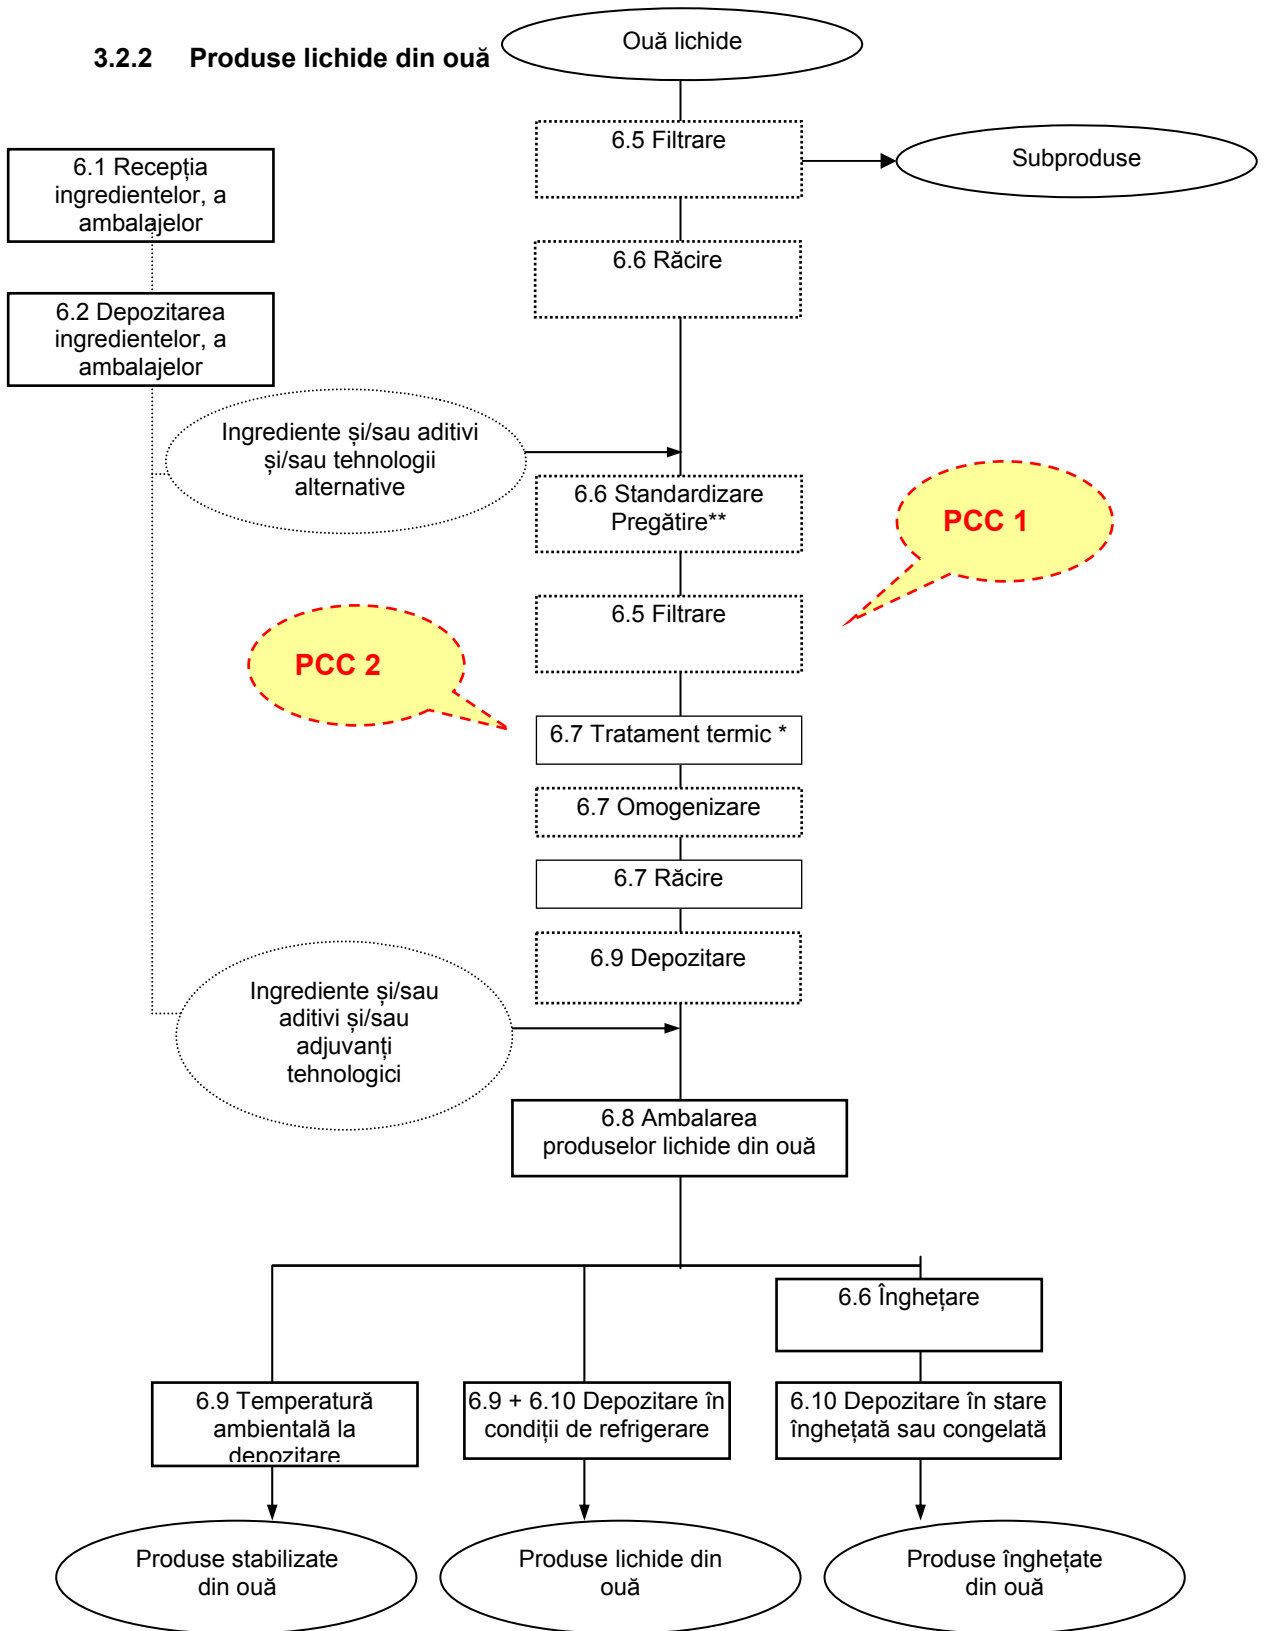 3.2.2 Produse lichide din ouă
Ouă lichide
6.5 Filtrare
Subproduse
6.1 Recepția
ingredientelor, a
ambalajelor
6.6 Răcire
6.2 Depozitarea
ingredientelor, a
ambalajelor
Ingrediente și/sau aditivi
și/sau tehnologii
alternative
6.6 Standardizare
Pregătire**
PCC 1
6.5 Filtrare
PCC 2
6.7 Tratament termic *
6.7 Omogenizare
6.7 Răcire
6.9 Depozitare
Ingrediente și/sau
aditivi și/sau
adjuvanți
tehnologici
6.8 Ambalarea
produselor lichide din ouă
6.6 Înghețare
6.9 Temperatură
ambientală la
depozitare
6.9 + 6.10 Depozitare în
condiții de refrigerare
6.10 Depozitare în stare
înghețată sau congelată
Produse stabilizate
din ouă
Produse lichide din
ouă
Produse înghețate
din ouă